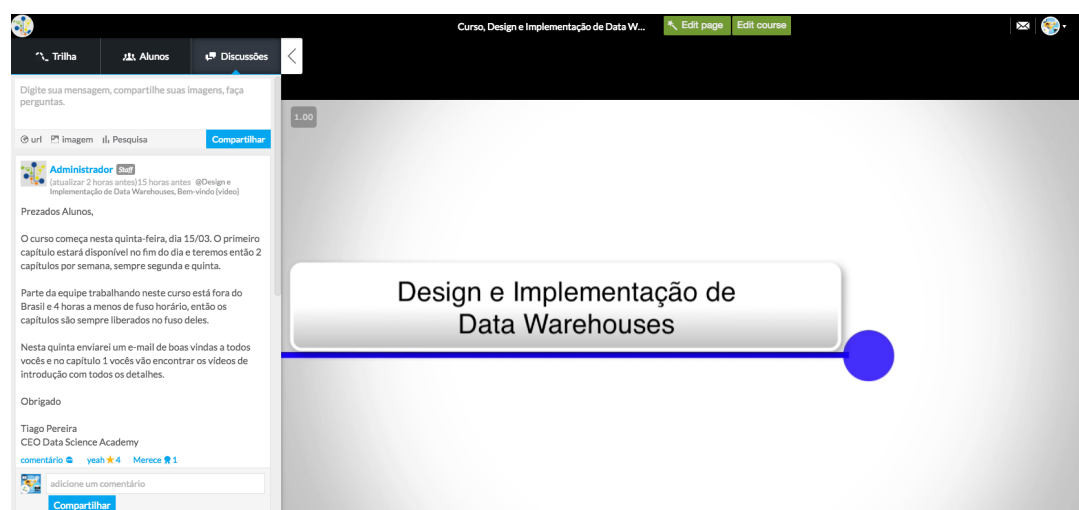 Curso, Design e Implementação de Data W...
Edit page
Edit course
Trilha
Alunos
Discussões
Digite sua mensagem, compartilhe suas imagens, faça
perguntas.
url
imagem
Pesquisa
Compartilhar
Administrador Staff
(atualizar 2 horas antes)15 horas antes @Design e
Implementação de Data Warehouses, Bem-vindo (video)
Prezados Alunos,
O curso começa nesta quinta-feira, dia 15/03. O primeiro
capítulo estará disponível no fim do dia e teremos então 2
capítulos por semana, sempre segunda e quinta.
Parte da equipe trabalhando neste curso está fora do
Brasil e 4 horas a menos de fuso horário, então os
capítulos são sempre liberados no fuso deles.
Nesta quinta enviarei um e-mail de boas vindas a todos
vocês e no capítulo 1 vocês vão encontrar os vídeos de
introdução com todos os detalhes.
Obrigado
Tiago Pereira
CEO Data Science Academy
comentário yeah 4 Merece 1
adicione um comentário
Compartilhar
1.00
Design e Implementação de
Data Warehouses